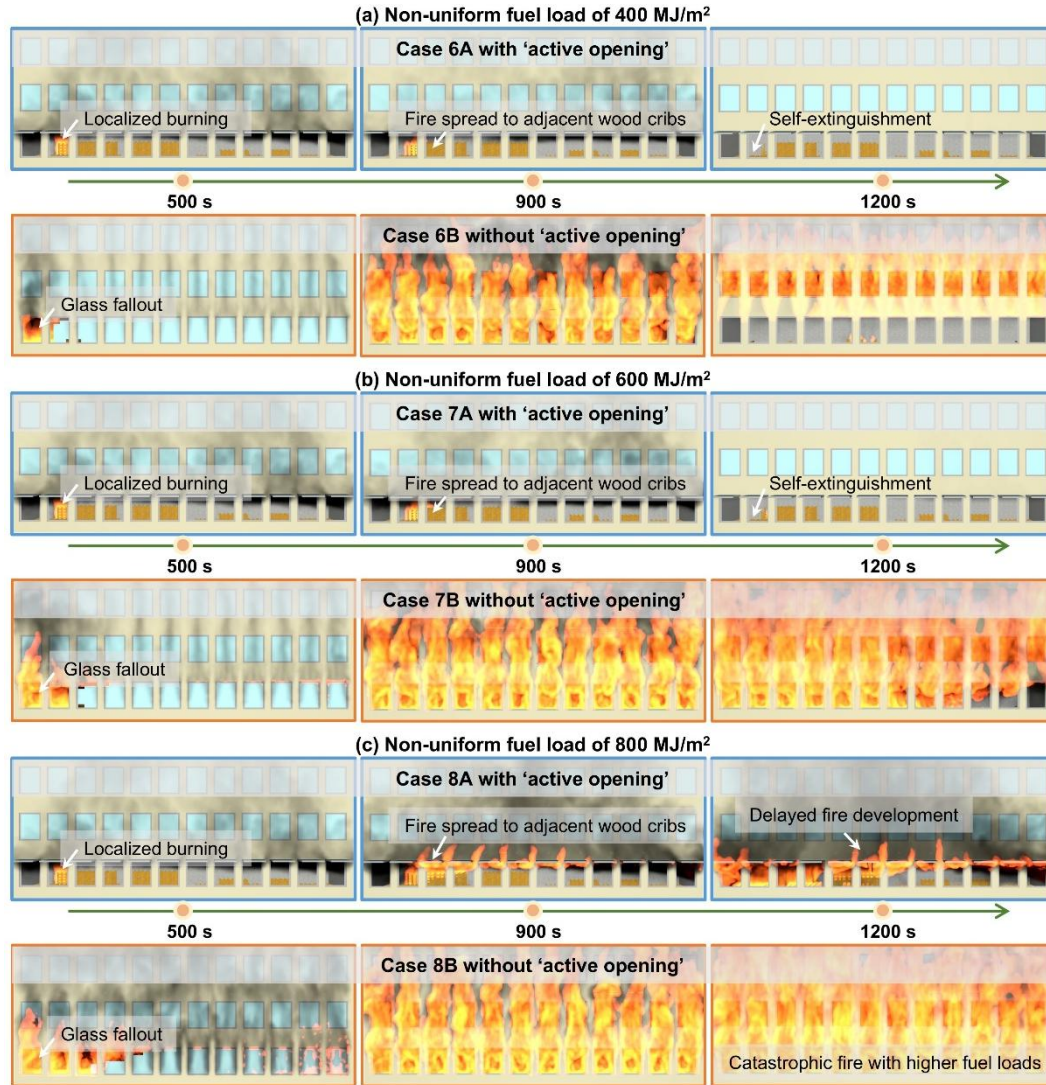 (a) Non-uniform fuel load of 400 MJ/m²
Case 6A with ‘active opening’
Localized burning
Fire spread to adjacent wood cribs
Self-extinguishment
500 s
900 s
1200 s
Case 6B without ‘active opening’
Glass fallout
(b) Non-uniform fuel load of 600 MJ/m²
Case 7A with ‘active opening’
Localized burning
Fire spread to adjacent wood cribs
Self-extinguishment
500 s
900 s
1200 s
Case 7B without ‘active opening’
Glass fallout
(c) Non-uniform fuel load of 800 MJ/m²
Case 8A with ‘active opening’
Localized burning
Fire spread to adjacent wood cribs
Delayed fire development
500 s
900 s
1200 s
Case 8B without ‘active opening’
Glass fallout
Catastrophic fire with higher fuel loads